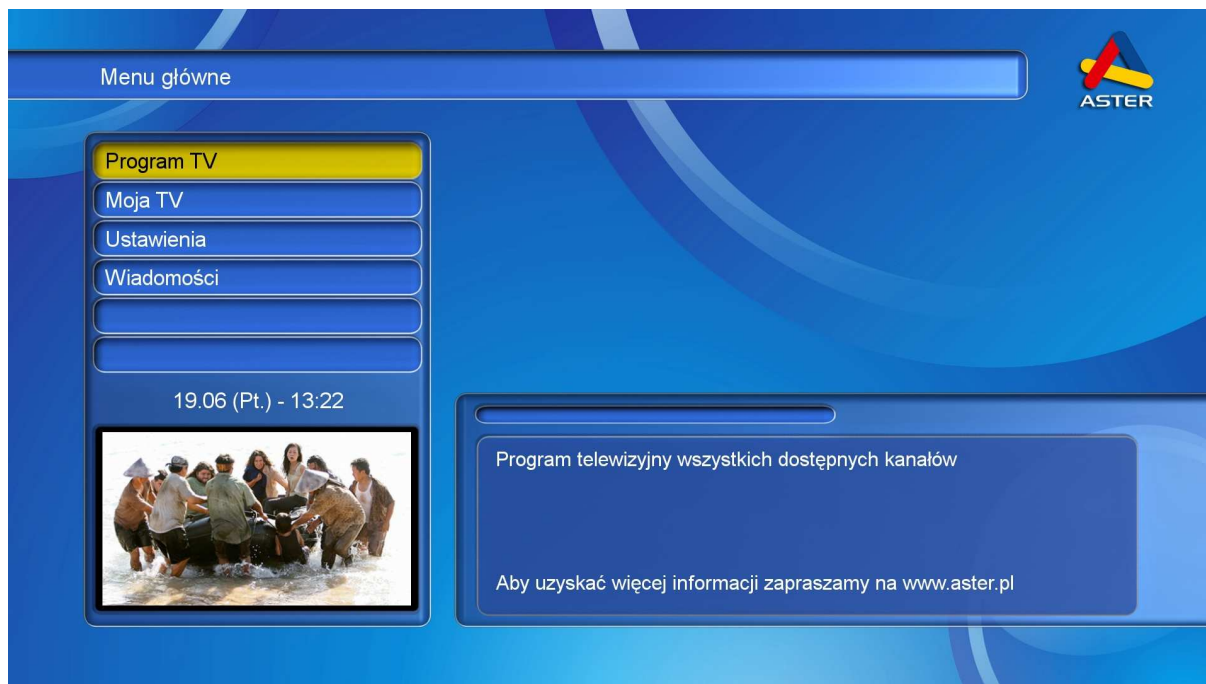 Menu główne
ASTER
Program TV
Moja TV
Ustawienia
Wiadomości
19.06 (Pt.) - 13:22
Program telewizyjny wszystkich dostępnych kanałów
Aby uzyskać więcej informacji zapraszamy na www.aster.pl